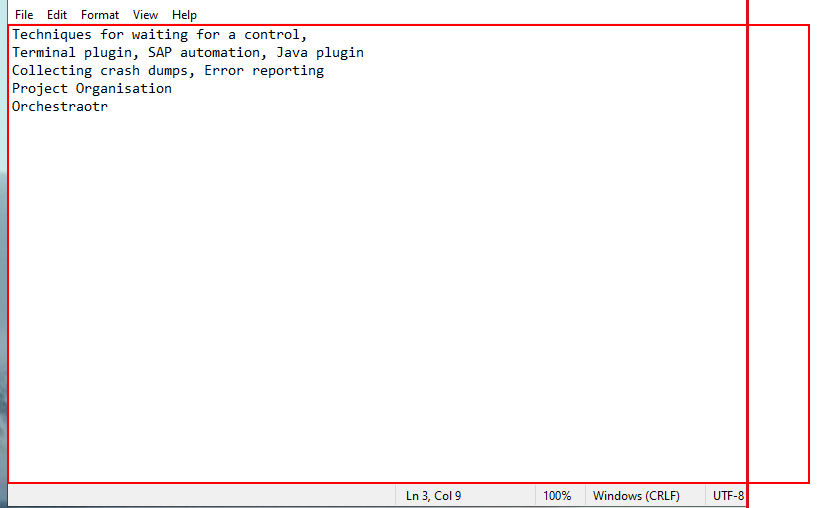 File Edit Format View Help
Techniques for waiting for a control,
Terminal plugin, SAP automation, Java plugin
Collecting crash dumps, Error reporting
Project Organisation
Orchestraotr
Ln 3, Col 9 100% Windows (CRLF) UTF-8